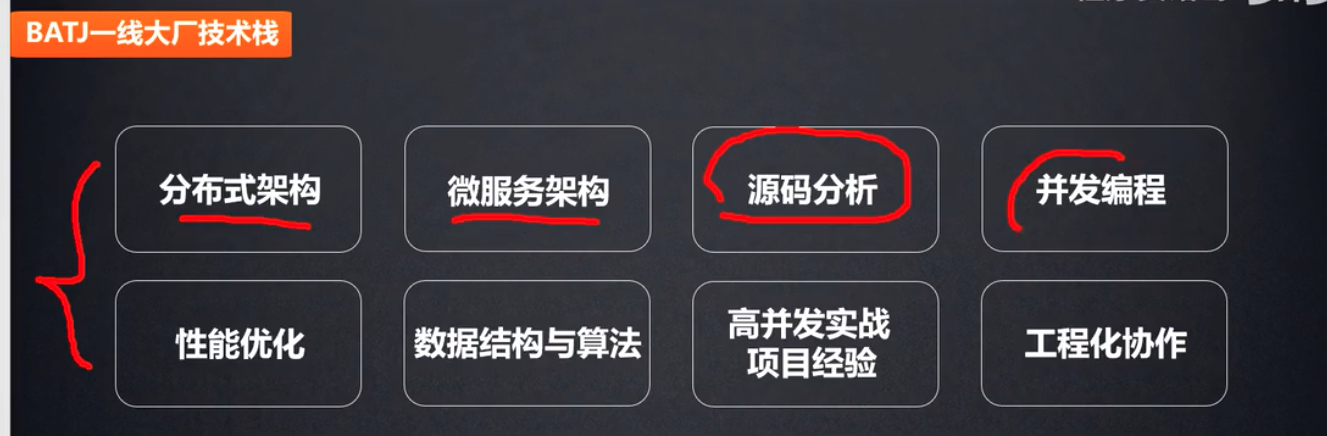 BATJ一线大厂技术栈
分布式架构
微服务架构
源码分析
并发编程
性能优化
数据结构与算法
高并发实战
项目经验
工程化协作